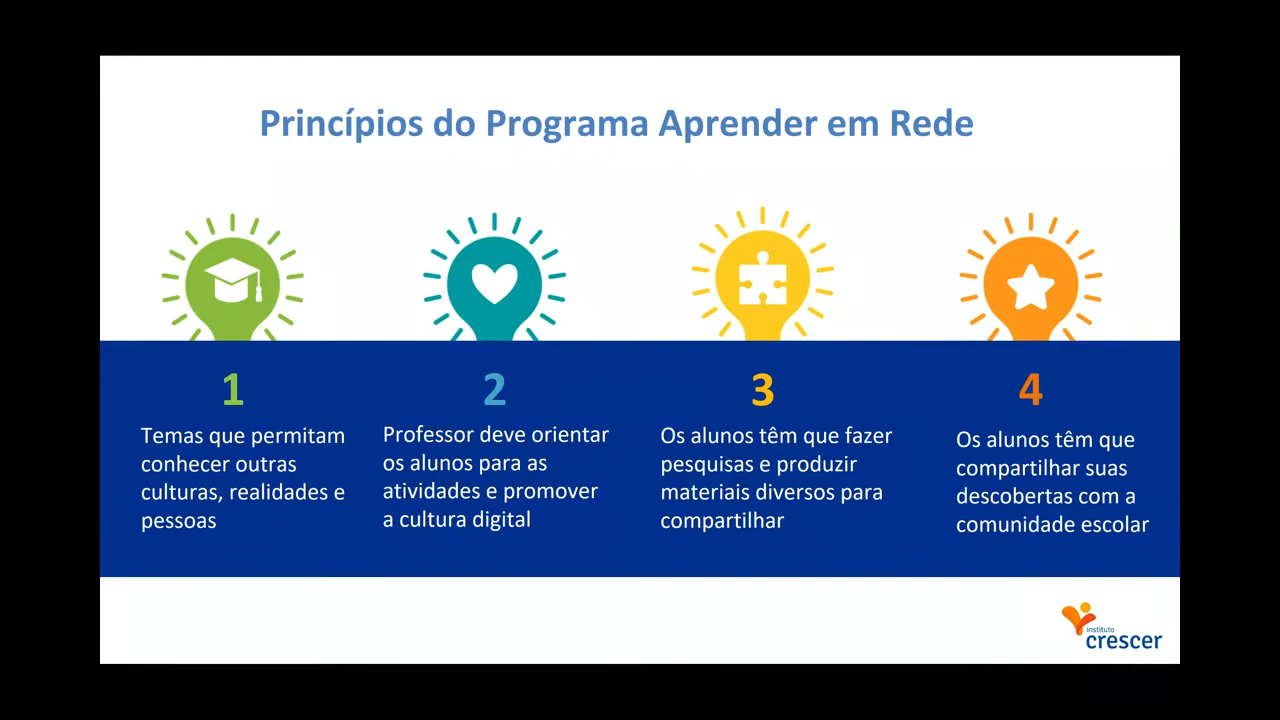 Princípios do Programa Aprender em Rede
1
Temas que permitam
conhecer outras
culturas, realidades e
pessoas
2
Professor deve orientar
os alunos para as
atividades e promover
a cultura digital
3
Os alunos têm que fazer
pesquisas e produzir
materiais diversos para
compartilhar
4
Os alunos têm que
compartilhar suas
descobertas com a
comunidade escolar
instituto
crescer